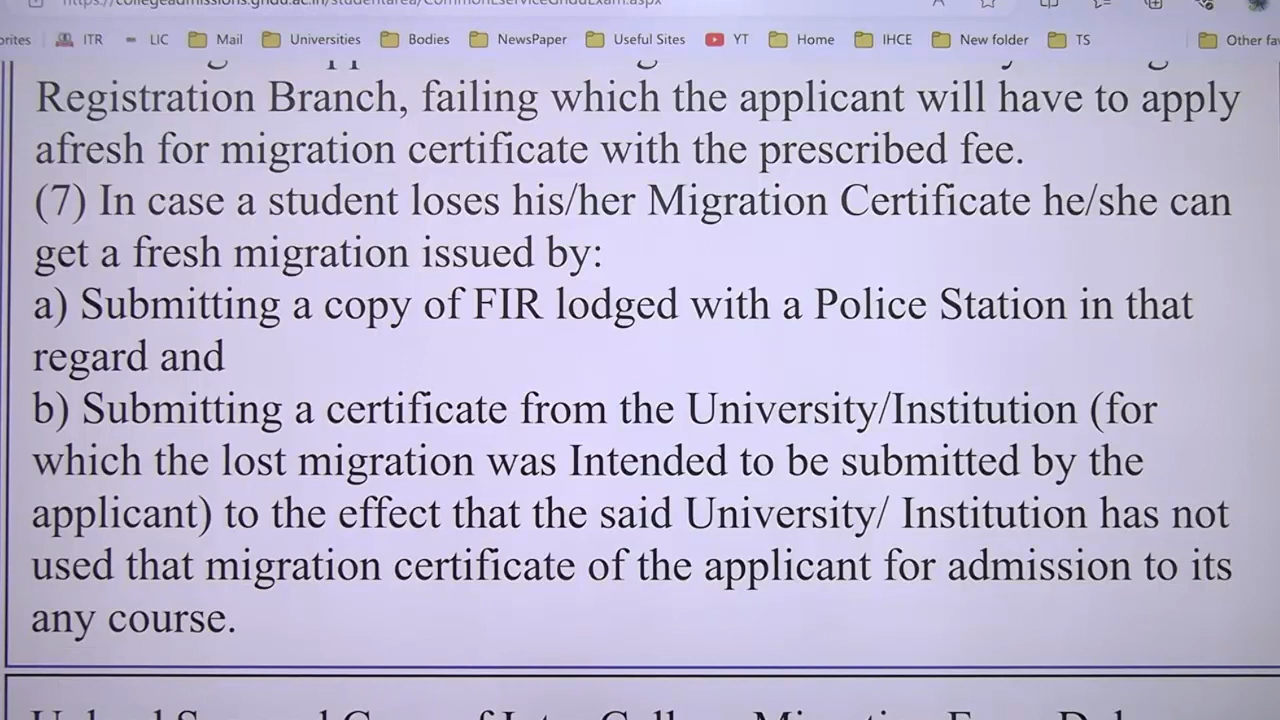 ITR LIC Mail Universities Bodies NewsPaper Useful Sites YT Home IHCE New folder TS Other
Registration Branch, failing which the applicant will have to apply
afresh for migration certificate with the prescribed fee.
(7) In case a student loses his/her Migration Certificate he/she can
get a fresh migration issued by:
a) Submitting a copy of FIR lodged with a Police Station in that
regard and
b) Submitting a certificate from the University/Institution (for
which the lost migration was Intended to be submitted by the
applicant) to the effect that the said University/ Institution has not
used that migration certificate of the applicant for admission to its
any course.